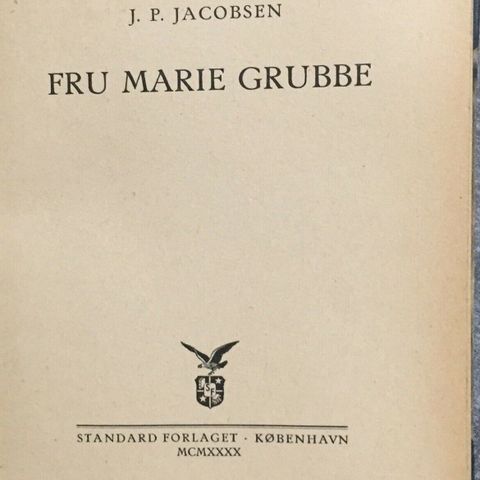 J. P. JACOBSEN
FRU MARIE GRUBBE
STANDARD FORLAGET · KØBENHAVN
MCMXXXX